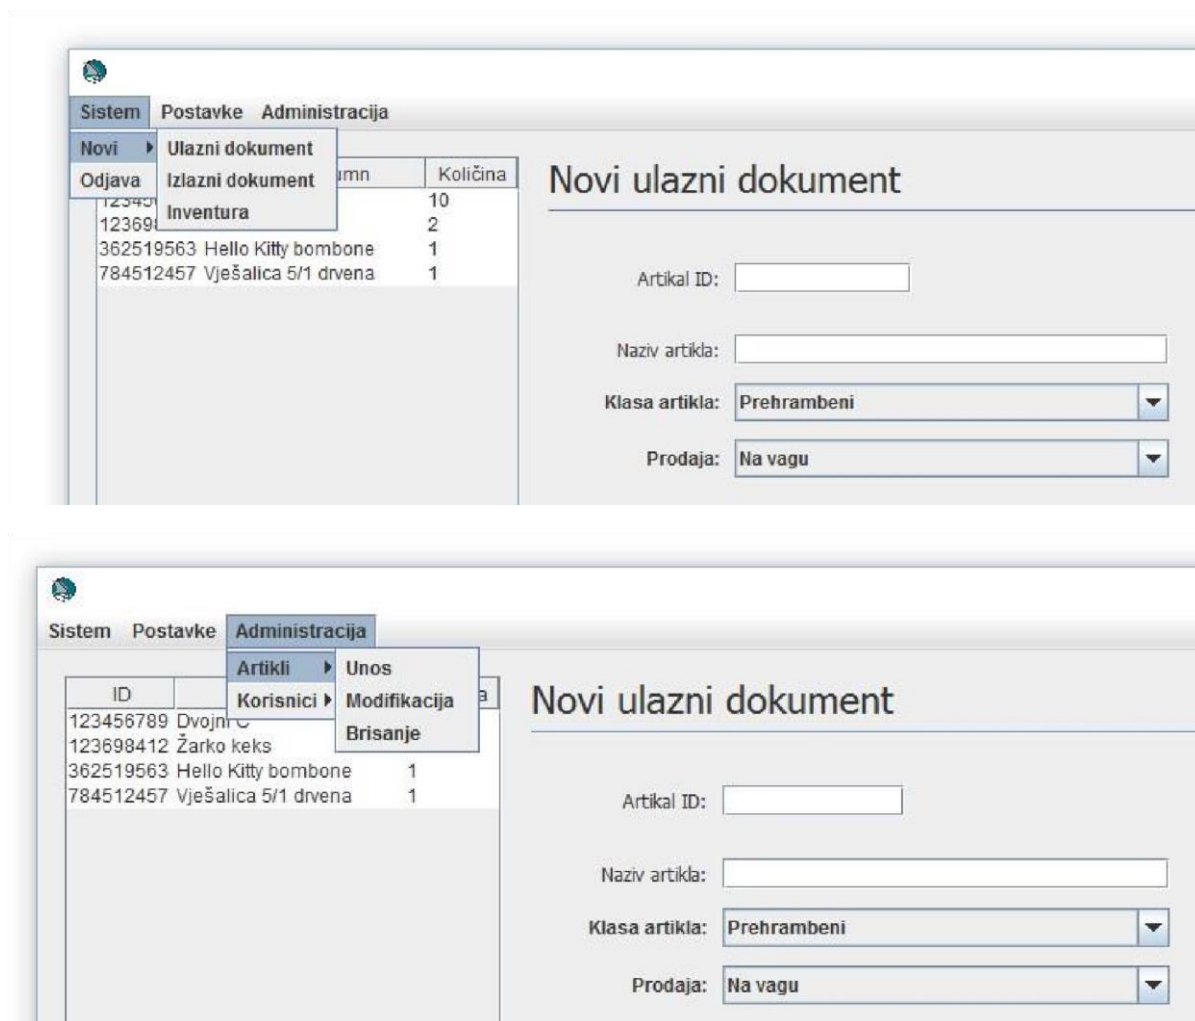 Sistem Postavke Administracija
Novi Ulazni dokument
Odjava Izlazni dokument
Inventura
Količina
10
2
362519563 Hello Kitty bombone 1
784512457 Vješalica 5/1 drvena 1
Novi ulazni dokument
Artikal ID:
Naziv artikla:
Klasa artikla: Prehrambeni
Prodaja: Na vagu
Sistem Postavke Administracija
Artikli Unos
Korisnici Modifikacija
Brisanje
ID
123456789
123698412 Žarko keks
362519563 Hello Kitty bombone 1
784512457 Vješalica 5/1 drvena 1
Novi ulazni dokument
Artikal ID:
Naziv artikla:
Klasa artikla: Prehrambeni
Prodaja: Na vagu